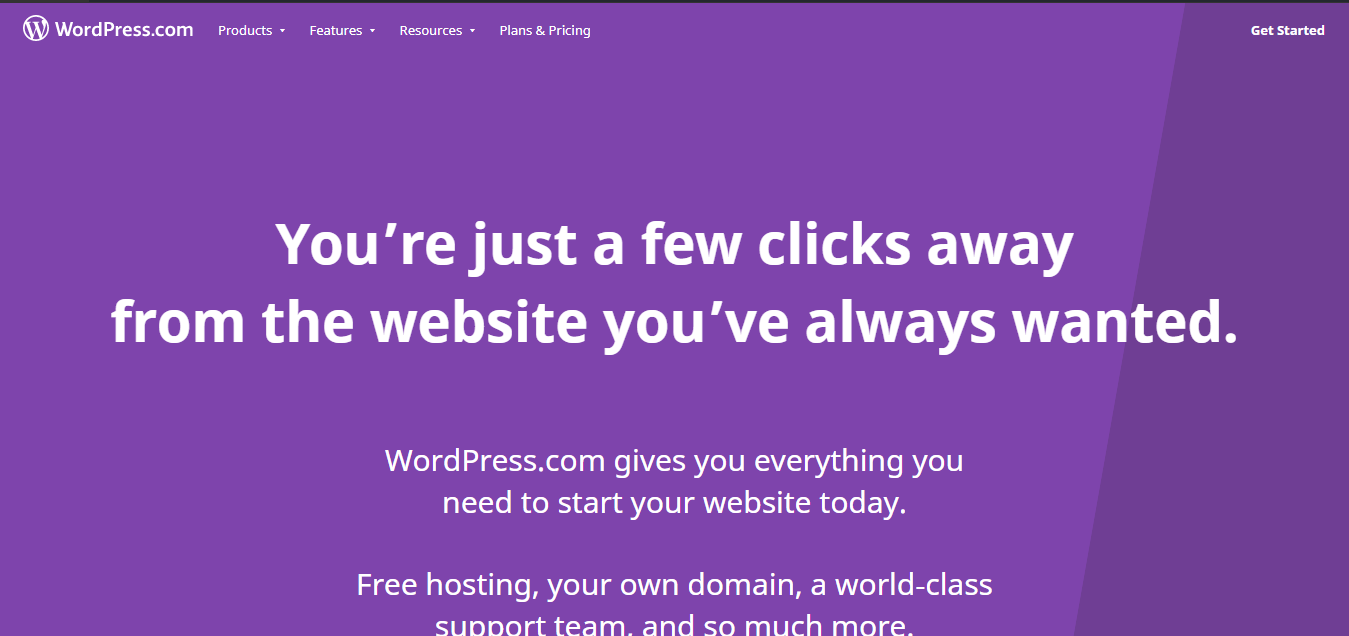 WordPress.com Products Features Resources Plans & Pricing Get Started
You’re just a few clicks away
from the website you’ve always wanted.
WordPress.com gives you everything you
need to start your website today.
Free hosting, your own domain, a world-class
support team, and so much more.